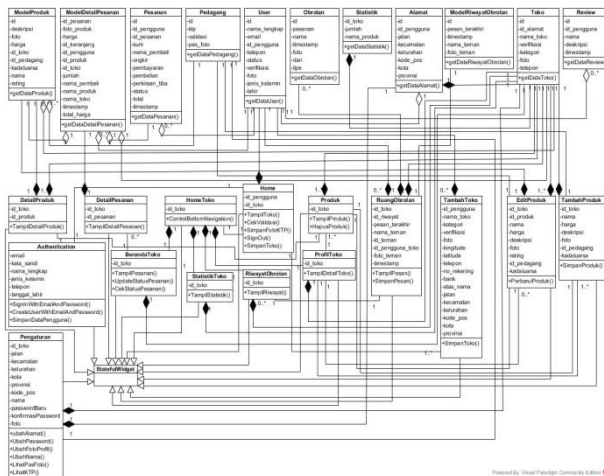 ModelProduk
-id
-deskripsi
-foto
-harga
-id_toko
-id_pedagang
-kadaluarsa
-nama
-rating
+getDataProduk()
ModelDetailPesanan
-id_pesanan
-foto_produk
-harga
-id_keranjang
-id_pengguna
-id_produk
-id_toko
-jumlah
-nama_pembeli
-nama_produk
-nama_toko
-timestamp
-total_harga
+getDataDetailPesanan()
Pesanan
-id_pengguna
-id_pesanan
-kurir
-nama_pembeli
-ongkir
-pembayaran
-pembelian
-perkiraan_tiba
-status
-total
-timestamp
+getDataPesanan()
Pedagang
-id
-ktp
-validasi
-pas_foto
+getDataPedagang()
User
-id
-nama_lengkap
-email
-id_pengguna
-telepon
-status
-verifikasi
-foto
-jenis_kelamin
-lahir
+getDataUser()
Obrolan
-id_pengguna
-pesanan
-nama
-timestamp
-foto
-dari
-tipe
+getDataObrolan()
Statistik
-id_toko
-jumlah
-nama_produk
+getDataStatistik()
Alamat
-id_pengguna
-jalan
-kecamatan
-kelurahan
-kode_pos
-kota
-provinsi
+getDataAlamat()
ModelRiwayatObrolan
-id
-pesan_terakhir
-timestamp
-nama_teman
-foto_teman
+getDataRiwayatObrolan()
Toko
-id
-id_alamat
-nama_toko
-verifikasi
-kategori
-foto
-telepon
+getDataToko()
Review
-id
-id_pengguna
-nama
-deskripsi
-timestamp
+getDataReview()
DetailProduk
-id_toko
-id_produk
+TampilDetailProduk()
DetailPesanan
-id_toko
-id_pesanan
+TampilDetailPesanan()
HomeToko
-id_toko
+ControlBottomNavigation()
Home
-id_pengguna
-id_toko
+TampilToko()
+CekValidasi()
+SimpanFotoKTP()
+SignOut()
+SimpanToko()
Produk
-id_toko
+TampilProduk()
+HapusProduk()
RuangObrolan
-id_toko
-id_riwayat
-pesan_terakhir
-nama_teman
-id_teman
-id_pengguna
-foto_teman
-timestamp
+TampilPesan()
+SimpanPesan()
TambahToko
-id_pengguna
-nama_toko
-kategori
-verifikasi
-foto
-longitude
-latitude
-telepon
-no_rekening
-bank
-atas_nama
-jalan
-kecamatan
-kelurahan
-kode_pos
-kota
-provinsi
+SimpanToko()
EditProduk
-id_toko
-id_produk
-nama
-harga
-deskripsi
-foto
-rating
-id_pedagang
-kadaluarsa
+PerbaruiProduk()
TambahProduk
-id_toko
-nama
-harga
-deskripsi
-foto
-id_pedagang
-kadaluarsa
+SimpanProduk()
Authentication
-email
-kata_sandi
-nama_lengkap
-jenis_kelamin
-telepon
-tanggal_lahir
+SignInWithEmailAndPassword()
+CreateUserWithEmailAndPassword()
+SimpanDataPengguna()
BerandaToko
-id_toko
+TampilPesanan()
+UpdateStatusPesanan()
+CekStatusPesanan()
StatistikToko
-id_toko
+TampilStatistik()
RiwayatObrolan
-id_toko
+TampilRiwayat()
ProfilToko
-id_toko
+TampilDetailToko()
Pengaturan
-id_toko
-jalan
-kecamatan
-kelurahan
-kota
-provinsi
-kode_pos
-nama
-passwordBaru
-konfirmasiPassword
-foto
+ubahAlamat()
+UbahPassword()
+UbahFotoProfil()
+UbahNama()
+LihatPasFoto()
+LihatKTP()
StatefulWidget
Powered By Visual Paradigm Community Edition